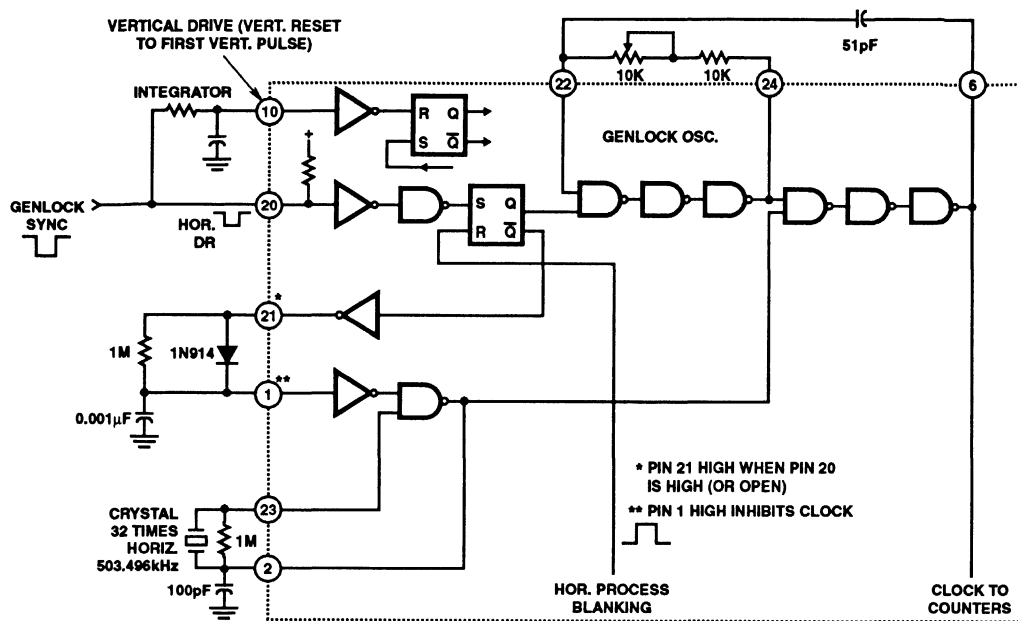 VERTICAL DRIVE (VERT. RESET
TO FIRST VERT. PULSE)
51pF
10K
10K
22
24
6
INTEGRATOR
10
R Q
S Q̅
GENLOCK OSC.
+
GENLOCK
SYNC
20
HOR.
DR
S Q
R Q̅
21 *
1M
1N914
1 **
0.001µF
* PIN 21 HIGH WHEN PIN 20
IS HIGH (OR OPEN)
** PIN 1 HIGH INHIBITS CLOCK
CRYSTAL
32 TIMES
HORIZ.
503.496kHz
23
1M
2
100pF
HOR. PROCESS
BLANKING
CLOCK TO
COUNTERS